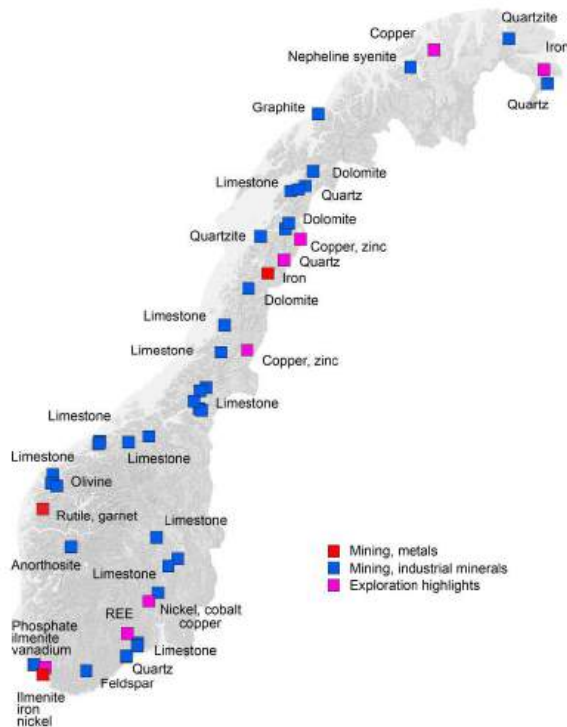 Quartzite
Copper
Iron
Nepheline syenite
Quartz
Graphite
Dolomite
Limestone
Quartz
Dolomite
Quartzite
Copper, zinc
Quartz
Iron
Dolomite
Limestone
Limestone
Copper, zinc
Limestone
Limestone
Limestone
Limestone
Olivine
Rutile, garnet
Limestone
Mining, metals
Anorthosite
Mining, industrial minerals
Limestone
Exploration highlights
Nickel, cobalt
copper
REE
Phosphate
ilmenite
vanadium
Limestone
Quartz
Feldspar
Ilmenite
iron
nickel